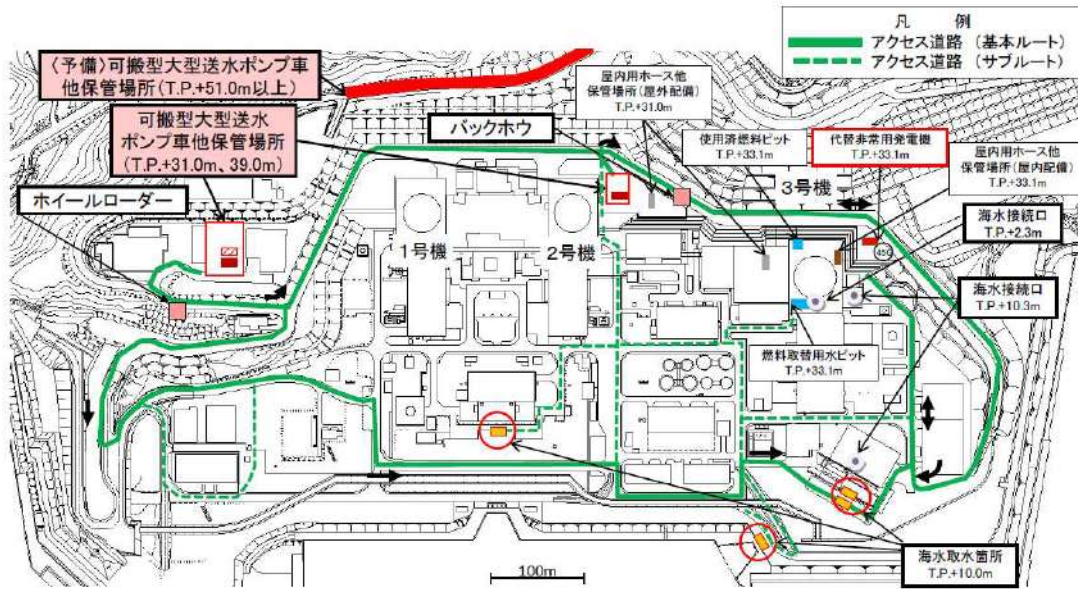 凡 例
アクセス道路 (基本ルート)
アクセス道路 (サブルート)
〈予備〉可搬型大型送水ポンプ車
他保管場所(T.P.+51.0m以上)
可搬型大型送水
ポンプ車他保管場所
(T.P.+31.0m、39.0m)
ホイールローダー
バックホウ
屋内用ホース他
保管場所(屋外配備)
T.P.+31.0m
使用済燃料ピット
T.P.+33.1m
代替非常用発電機
T.P.+33.1m
屋内用ホース他
保管場所(屋内配備)
T.P.+33.1m
3号機
海水接続口
T.P.+2.3m
1号機
2号機
海水接続口
T.P.+10.3m
燃料取替用水ピット
T.P.+33.1m
海水取水箇所
T.P.+10.0m
100m